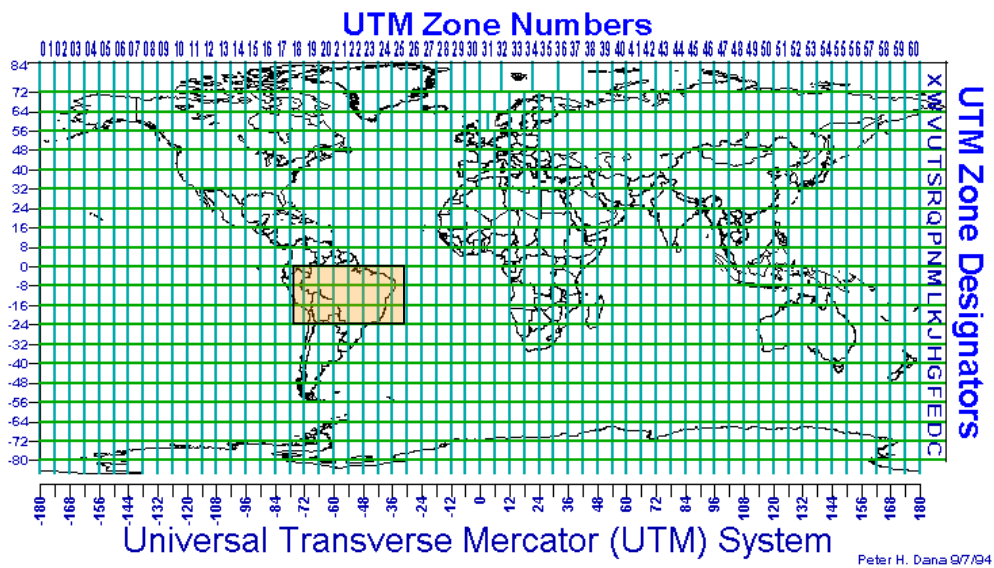 UTM Zone Numbers
01 02 03 04 05 06 07 08 09 10 11 12 13 14 15 16 17 18 19 20 21 22 23 24 25 26 27 28 29 30 31 32 33 34 35 36 37 38 39 40 41 42 43 44 45 46 47 48 49 50 51 52 53 54 55 56 57 58 59 60
84
72
64
56
48
40
32
24
16
8
0
-8
-16
-24
-32
-40
-48
-56
-64
-72
-80
X
W
V
U
T
S
R
Q
P
N
M
L
K
J
H
G
F
E
D
C
UTM Zone Designators
-180 -168 -156 -144 -132 -120 -108 -96 -84 -72 -60 -48 -36 -24 -12 0 12 24 36 48 60 72 84 96 108 120 132 144 156 168 180
Universal Transverse Mercator (UTM) System
Peter H. Dana 9/7/94